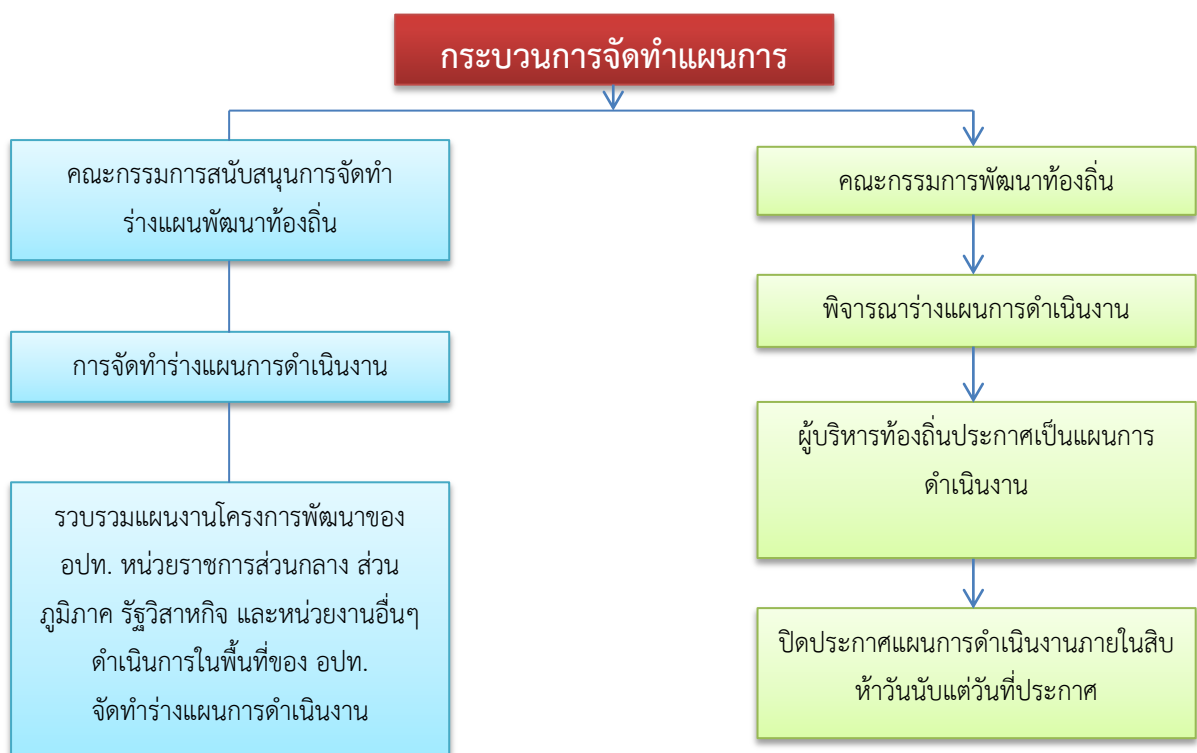 กระบวนการจัดทำแผนการ
คณะกรรมการสนับสนุนการจัดทำ
ร่างแผนพัฒนาท้องถิ่น
การจัดทำร่างแผนการดำเนินงาน
รวบรวมแผนงานโครงการพัฒนาของ
อปท. หน่วยราชการส่วนกลาง ส่วน
ภูมิภาค รัฐวิสาหกิจ และหน่วยงานอื่นๆ
ดำเนินการในพื้นที่ของ อปท.
จัดทำร่างแผนการดำเนินงาน
คณะกรรมการพัฒนาท้องถิ่น
พิจารณาร่างแผนการดำเนินงาน
ผู้บริหารท้องถิ่นประกาศเป็นแผนการ
ดำเนินงาน
ปิดประกาศแผนการดำเนินงานภายในสิบ
ห้าวันนับแต่วันที่ประกาศ